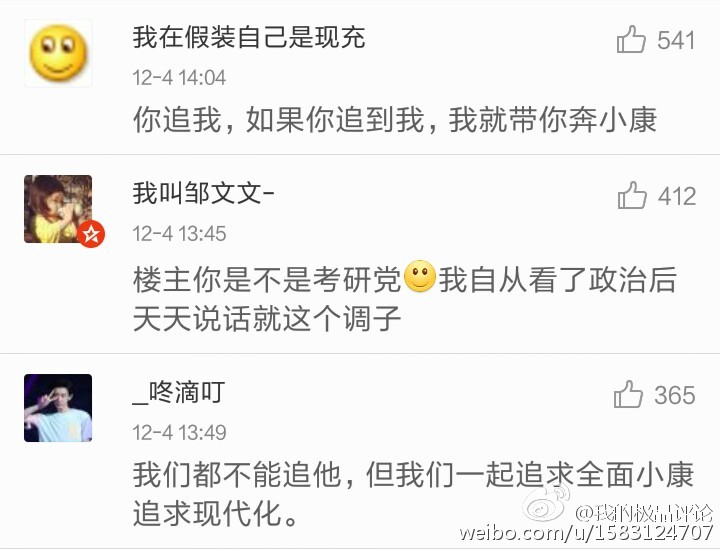 我在假装自己是现充
541
12-4 14:04
你追我，如果你追到我，我就带你奔小康
我叫邹文文-
412
12-4 13:45
楼主你是不是考研党我自从看了政治后
天天说话就这个调子
_咚滴叮
365
12-4 13:49
我们都不能追他，但我们一起追求全面小康
追求现代化。
@我的极品评论
weibo.com/u/1583124707